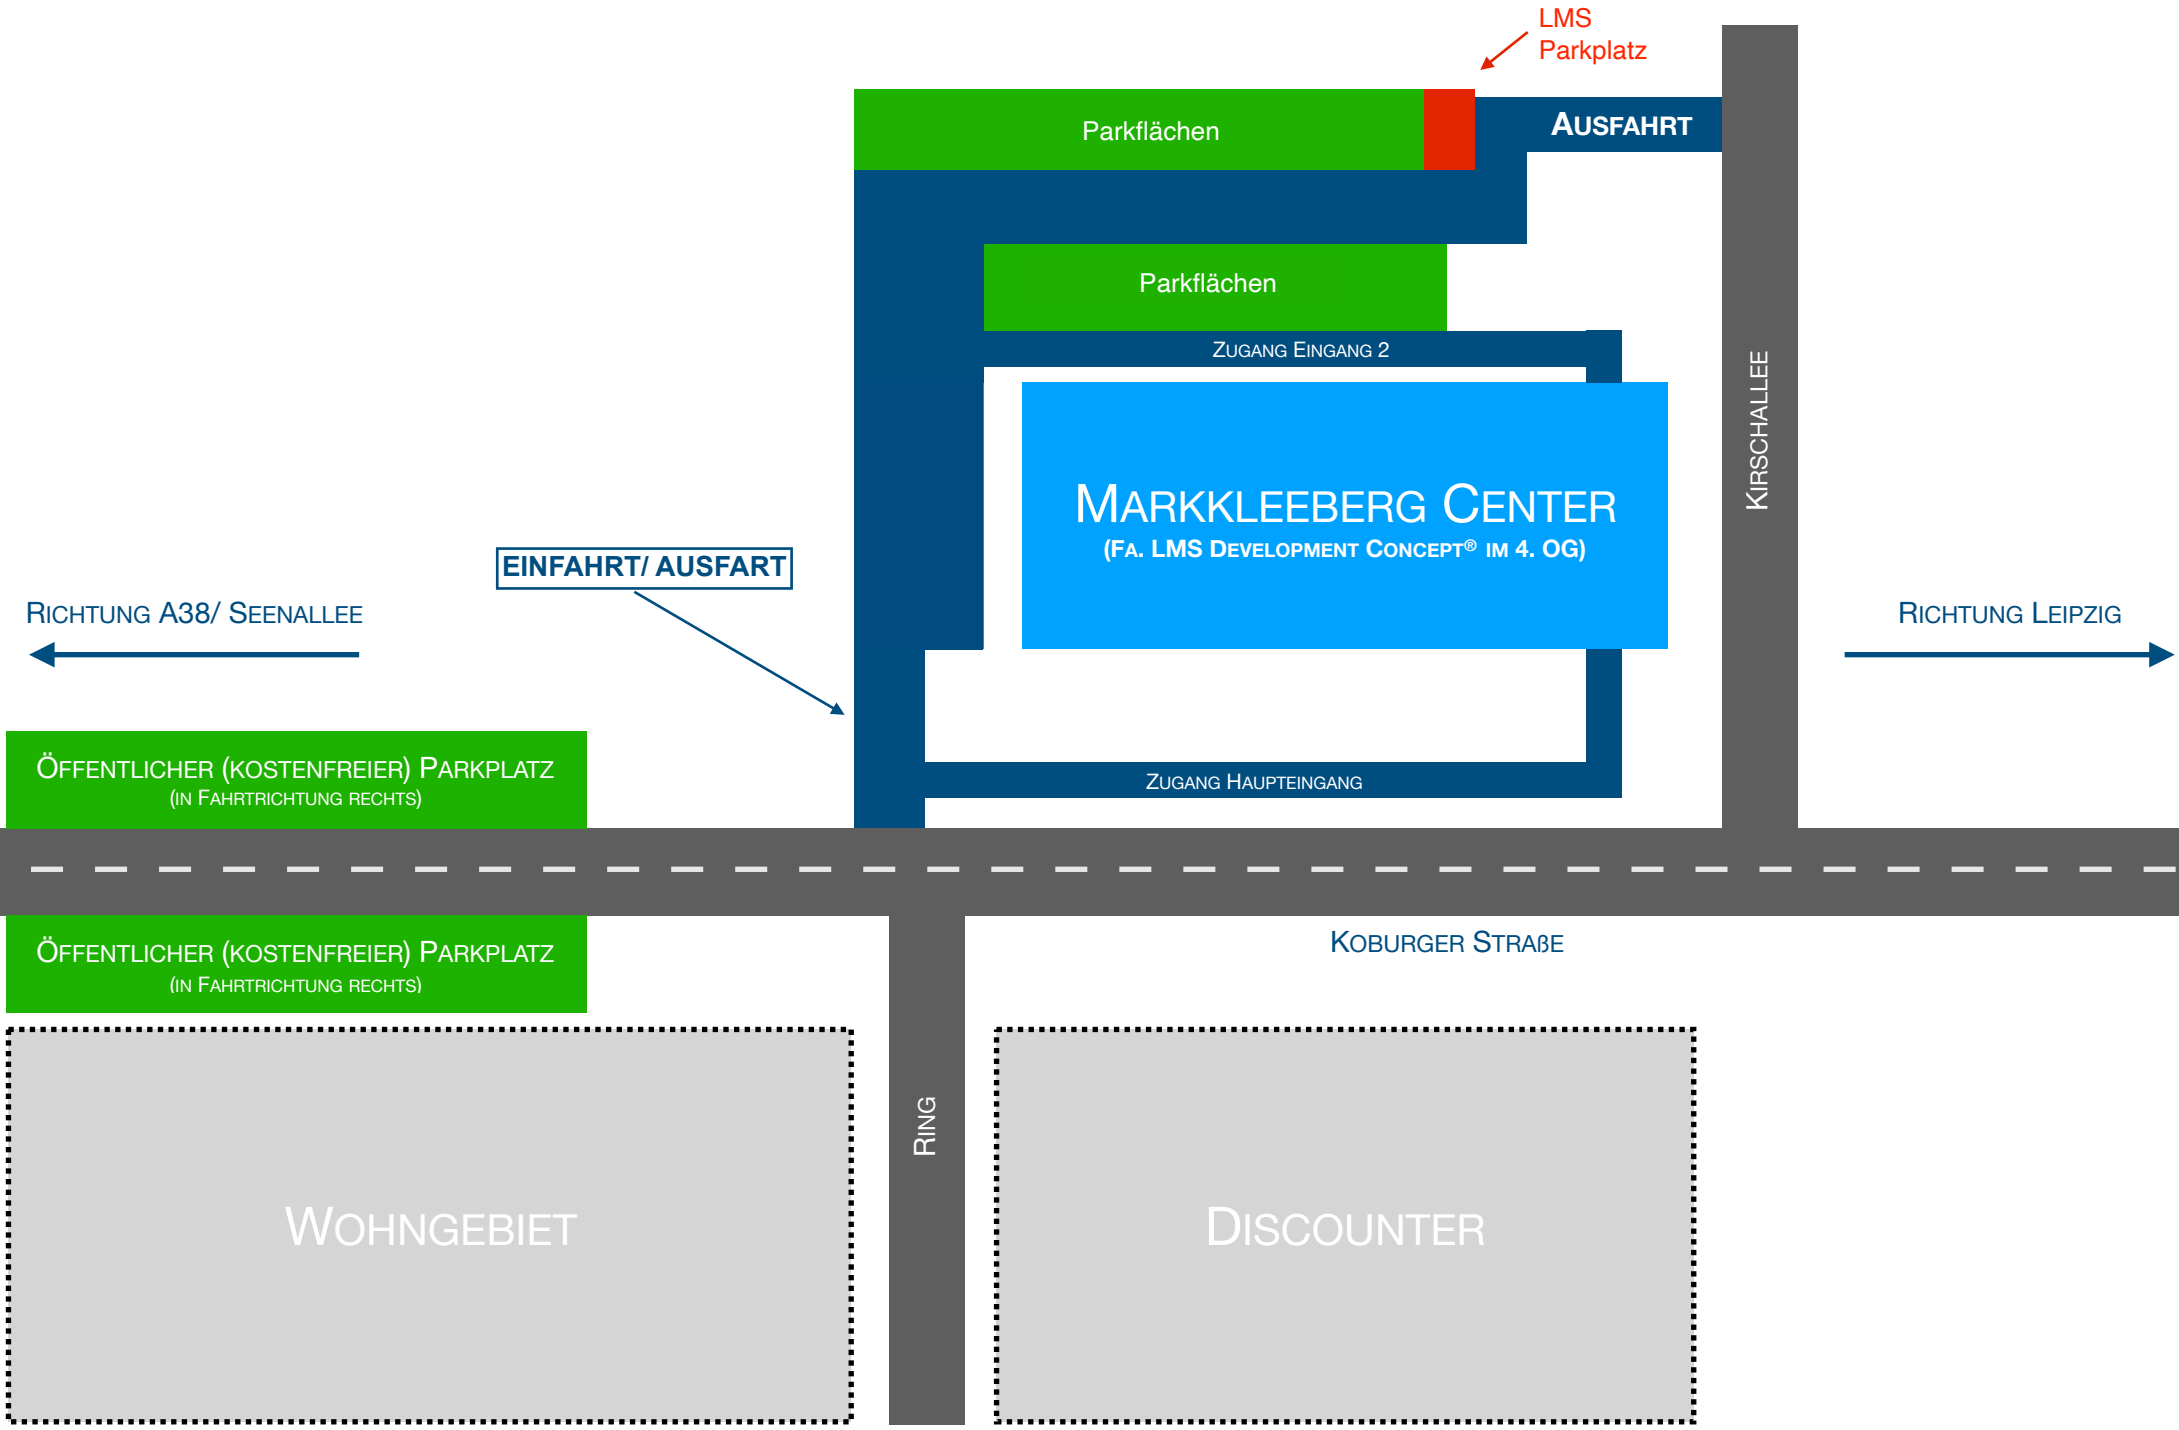 LMS
Parkplatz
Parkflächen
AUSFAHRT
Parkflächen
ZUGANG EINGANG 2
KIRSCHALLEE
MARKKLEEBERG CENTER
(FA. LMS DEVELOPMENT CONCEPT® IM 4. OG)
EINFAHRT/ AUSFART
RICHTUNG A38/ SEENALLEE
RICHTUNG LEIPZIG
ÖFFENTLICHER (KOSTENFREIER) PARKPLATZ
(IN FAHRTRICHTUNG RECHTS)
ZUGANG HAUPTEINGANG
ÖFFENTLICHER (KOSTENFREIER) PARKPLATZ
(IN FAHRTRICHTUNG RECHTS)
KOBURGER STRAßE
RING
WOHNGEBIET
DISCOUNTER